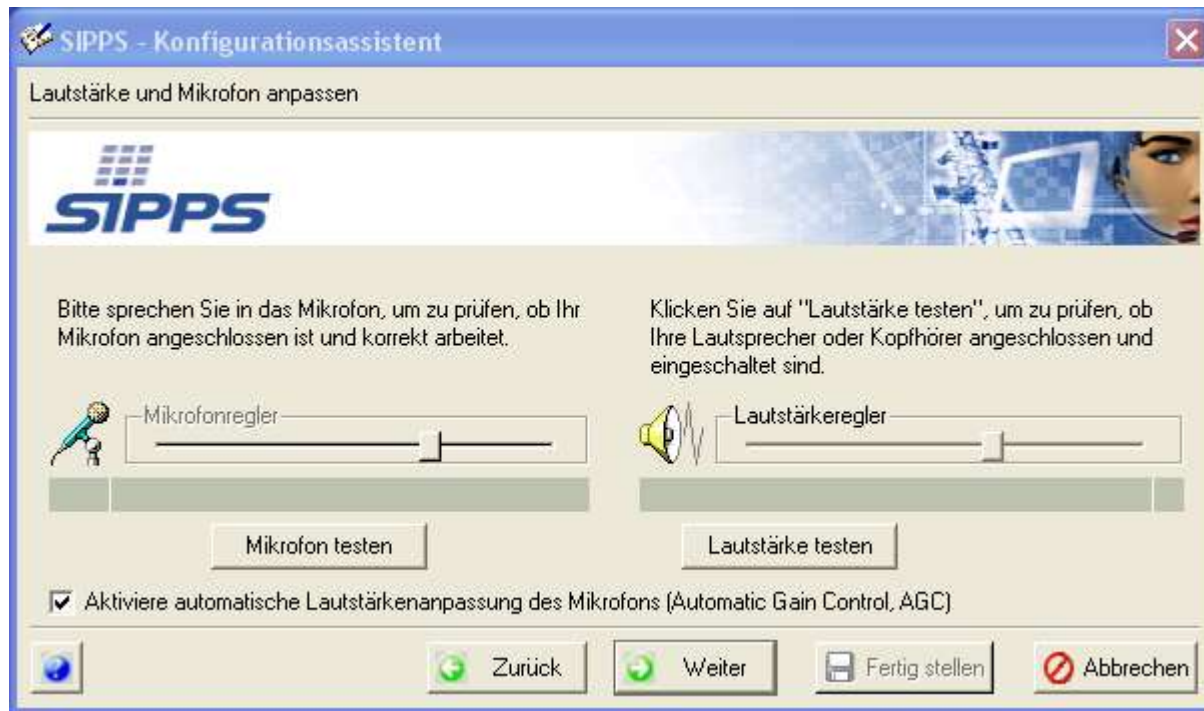 SIPPS - Konfigurationsassistent
Lautstärke und Mikrofon anpassen
SIPPS
Bitte sprechen Sie in das Mikrofon, um zu prüfen, ob Ihr
Mikrofon angeschlossen ist und korrekt arbeitet.
Klicken Sie auf "Lautstärke testen", um zu prüfen, ob
Ihre Lautsprecher oder Kopfhörer angeschlossen und
eingeschaltet sind.
Mikrofonregler
Lautstärkeregler
Mikrofon testen
Lautstärke testen
Aktiviere automatische Lautstärkenanpassung des Mikrofons (Automatic Gain Control, AGC)
Zurück
Weiter
Fertig stellen
Abbrechen